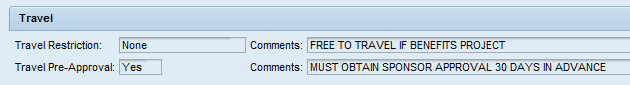 Travel
Travel Restriction: None Comments: FREE TO TRAVEL IF BENEFITS PROJECT
Travel Pre-Approval: Yes Comments: MUST OBTAIN SPONSOR APPROVAL 30 DAYS IN ADVANCE